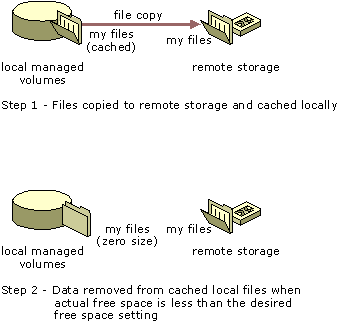 file copy
my files
(cached)
my files
local managed
volumes
remote storage
Step 1 - Files copied to remote storage and cached locally
my files
(zero size)
my files
local managed
volumes
remote storage
Step 2 - Data removed from cached local files when
actual free space is less than the desired
free space setting